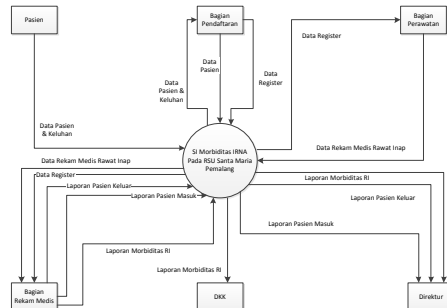 Pasien
Bagian
Pendaftaran
Bagian
Perawatan
Data Register
Data
Pasien
Data
Pasien &
Keluhan
Data
Register
Data Pasien
& Keluhan
SI Morbiditas IRNA
Pada RSU Santa Maria
Pemalang
Data Rekam Medis Rawat Inap
Data Rekam Medis Rawat Inap
Data Register
Laporan Pasien Keluar
Laporan Pasien Masuk
Laporan Morbiditas RI
Laporan Pasien Keluar
Laporan Pasien Masuk
Laporan Morbiditas RI
Laporan Morbiditas RI
Bagian
Rekam Medis
DKK
Direktur